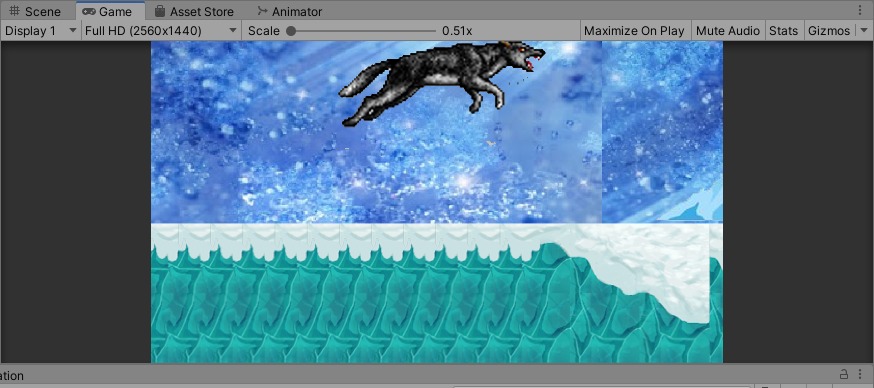 Scene Game Asset Store Animator
Display 1 Full HD (2560x1440) Scale 0.51x Maximize On Play Mute Audio Stats Gizmos
ation